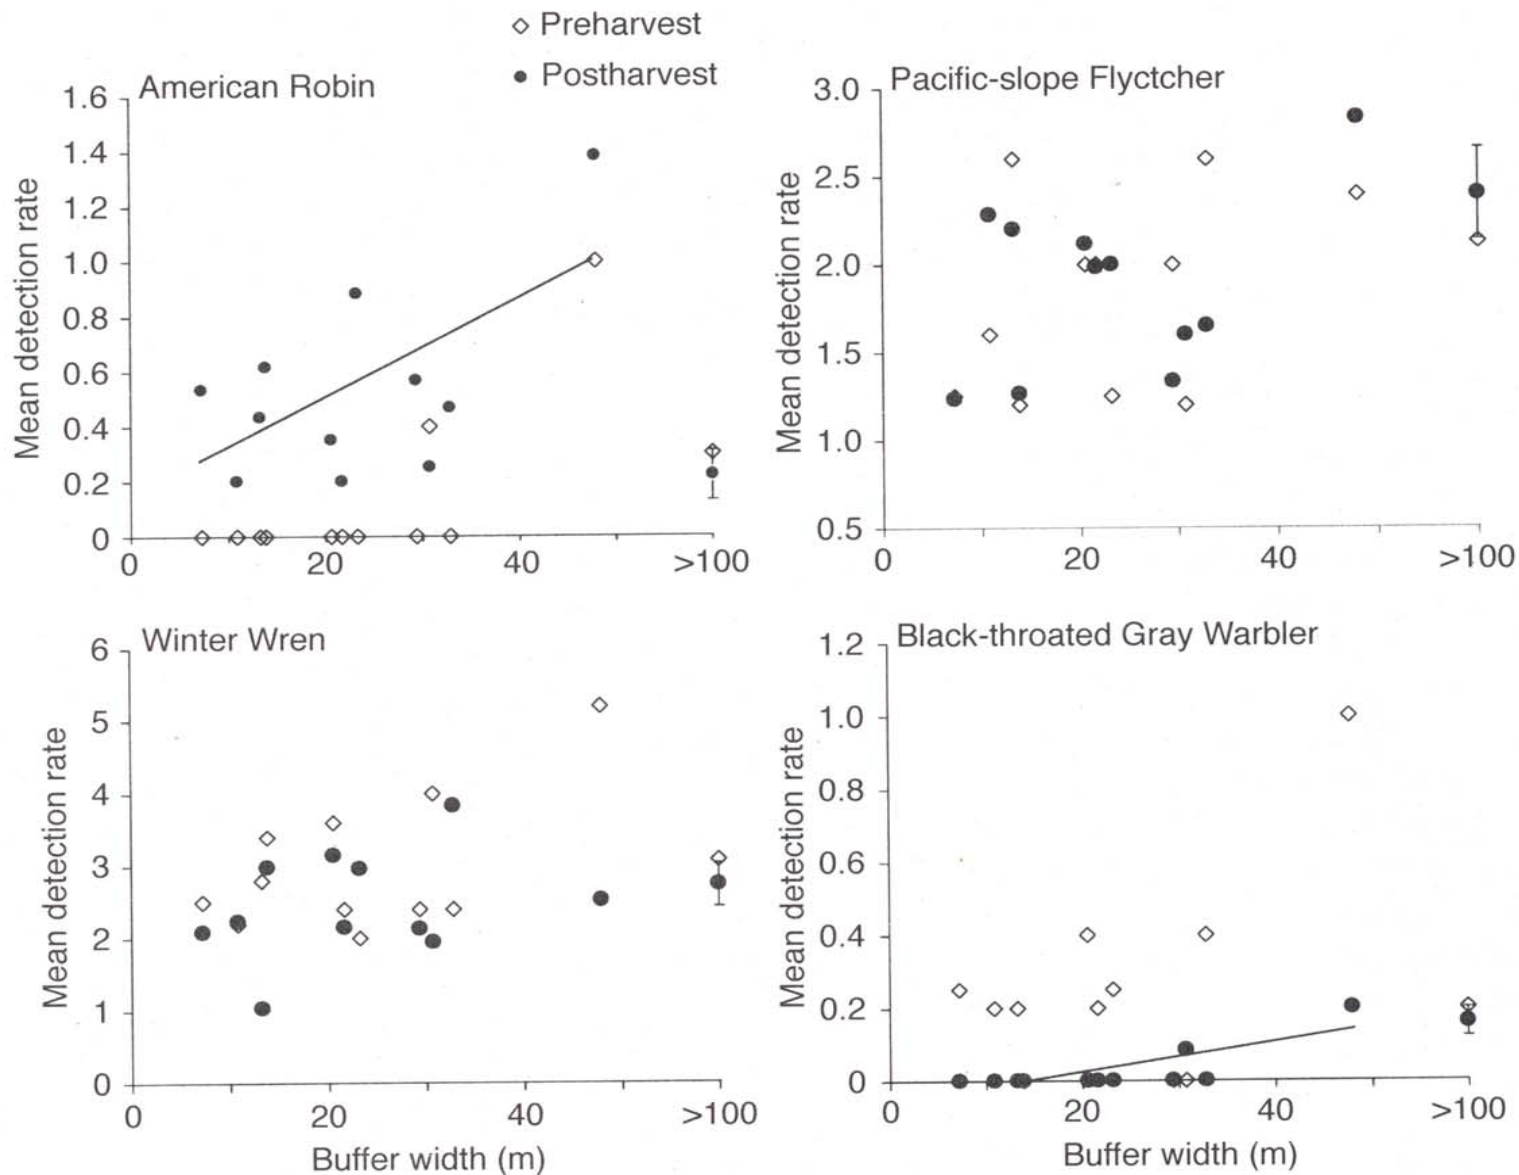 Preharvest
Postharvest
American Robin
1.6
1.4
1.2
1.0
0.8
0.6
0.4
0.2
0
Mean detection rate
0 20 40 >100
Pacific-slope Flyctcher
3.0
2.5
2.0
1.5
1.0
0.5
Mean detection rate
0 20 40 >100
Winter Wren
6
5
4
3
2
1
0
Mean detection rate
0 20 40 >100
Buffer width (m)
Black-throated Gray Warbler
1.2
1.0
0.8
0.6
0.4
0.2
0
Mean detection rate
0 20 40 >100
Buffer width (m)